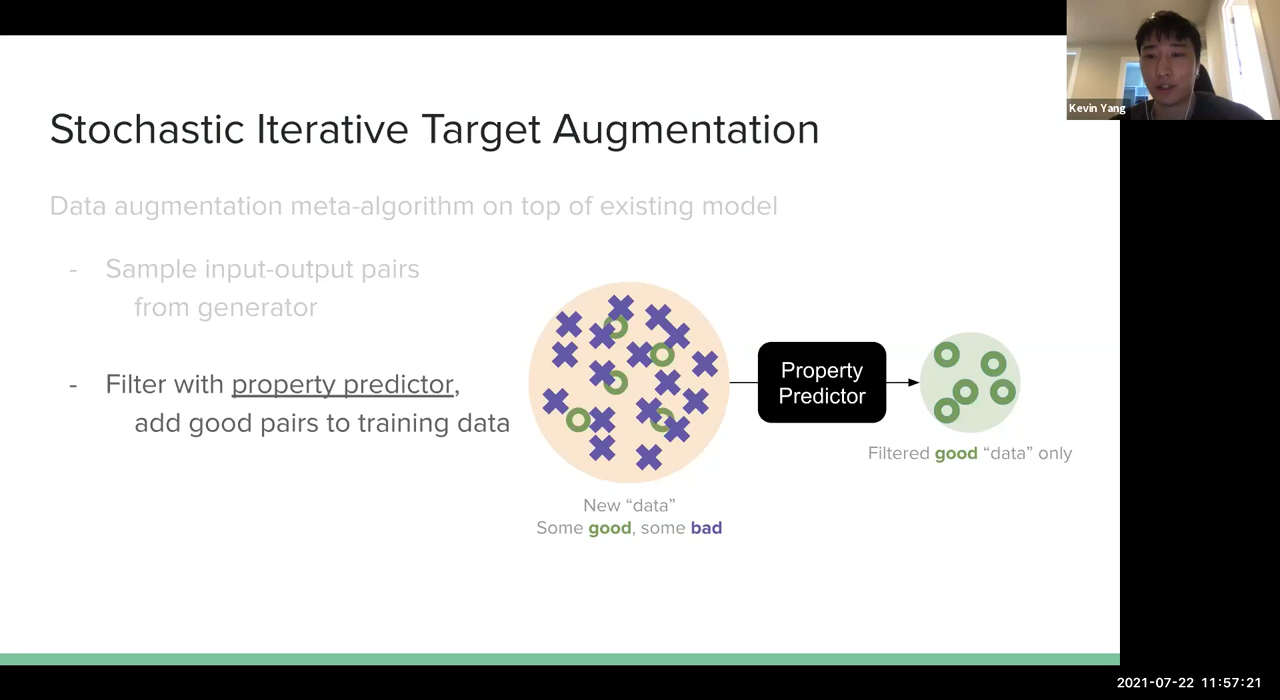 Kevin Yang
Stochastic Iterative Target Augmentation
Data augmentation meta-algorithm on top of existing model
- Sample input-output pairs
from generator
- Filter with property predictor,
add good pairs to training data
Property
Predictor
Filtered good “data” only
New “data”
Some good, some bad
2021-07-22 11:57:21